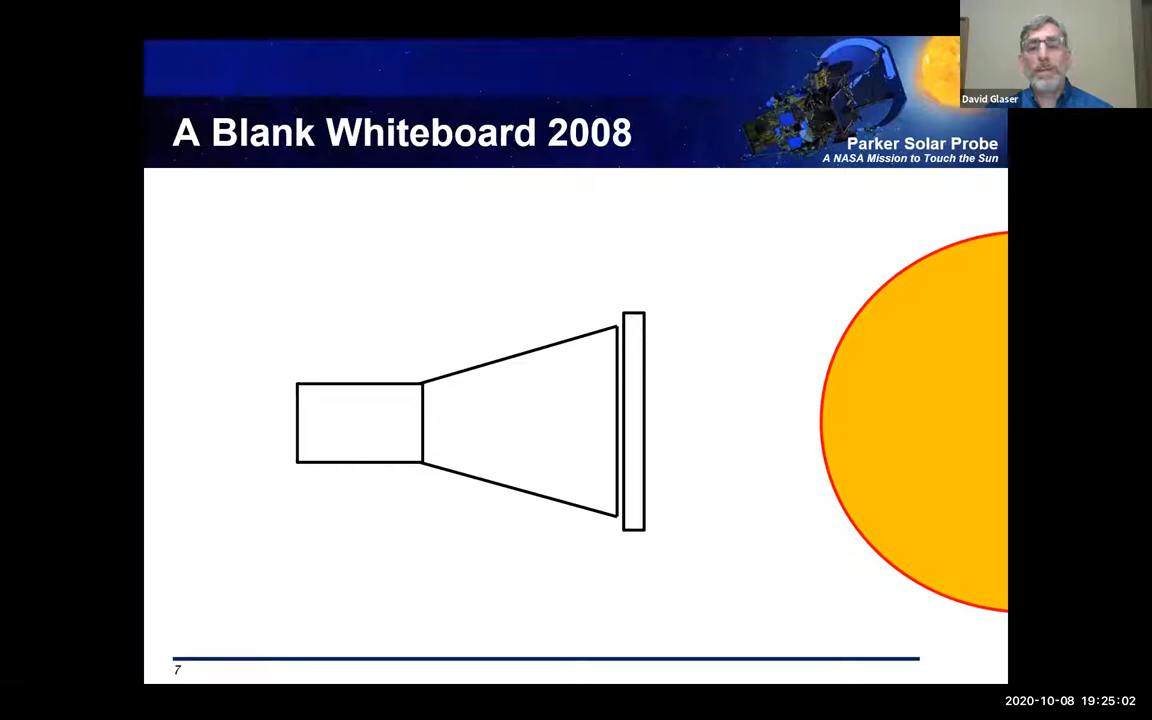 A Blank Whiteboard 2008
Parker Solar Probe
A NASA Mission to Touch the Sun
David Glaser
7
2020-10-08 19:25:02